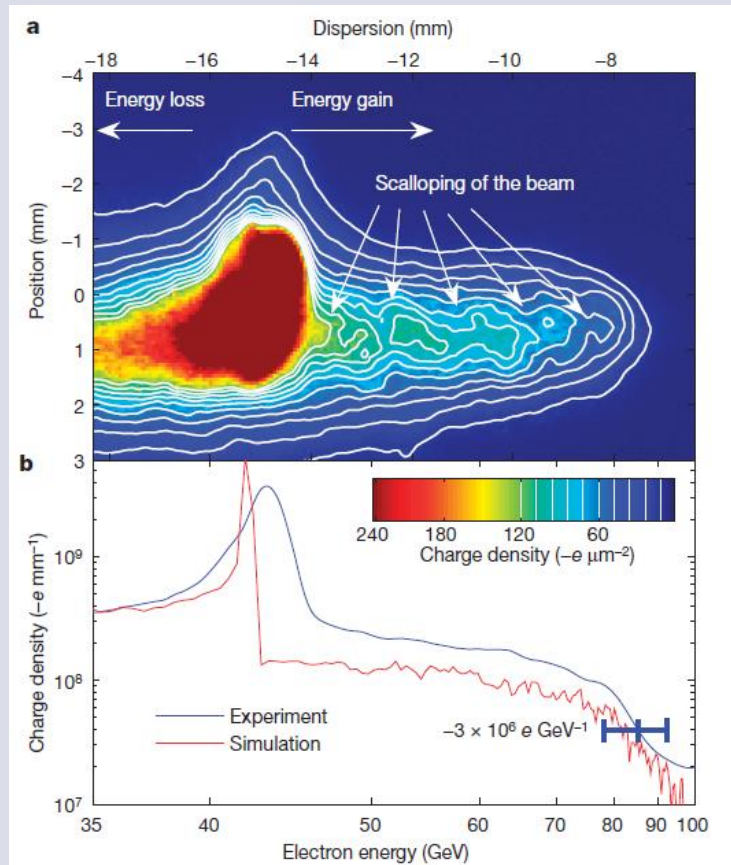 a
Dispersion (mm)
−18 −16 −14 −12 −10 −8
Energy loss Energy gain
Scalloping of the beam
Position (mm)
−4
−3
−2
−1
0
1
2
3
b
240 180 120 60
Charge density (−e μm⁻²)
Charge density (−e mm⁻¹)
10⁹
10⁸
10⁷
Experiment
Simulation
−3 × 10⁶ e GeV⁻¹
35 40 50 60 70 80 90 100
Electron energy (GeV)